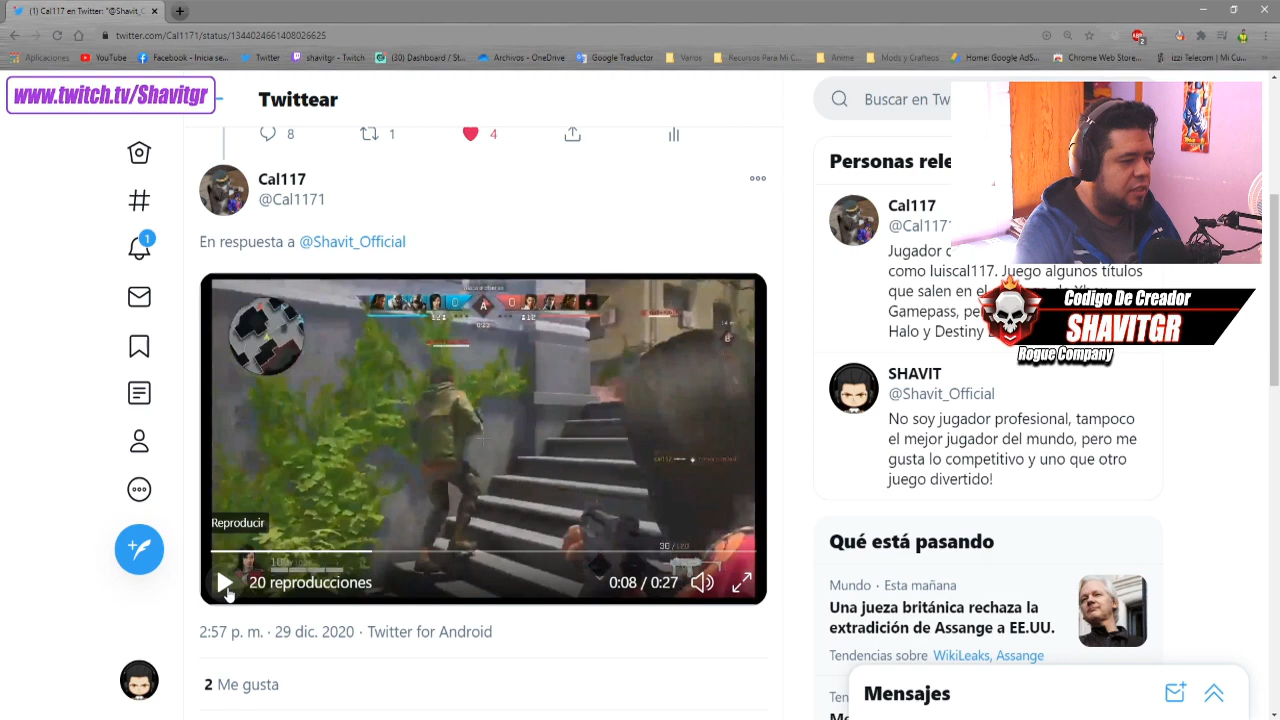 (1) Cal117 en Twitter: "@Shavit_O
twitter.com/Cal1171/status/1344024661408026625
Aplicaciones
YouTube
Facebook - Inicia se...
Twitter
shavitgr - Twitch
(30) Dashboard / St...
Archivos - OneDrive
Google Traductor
Varios
Recursos Para Mi C...
Anime
Mods y Crafteos
Home: Google AdS...
Chrome Web Store...
izzi Telecom | Mi Cu...
www.twitch.tv/Shavitgr
Twittear
Buscar en Tw
8
1
4
Personas rele
Cal117
@Cal1171
En respuesta a @Shavit_Official
Cal117
@Cal1171
Jugador
como luiscal117. Juego algunos títulos
que salen en el
Gamepass, pe
Halo y Destiny
Codigo De Creador
SHAVITGR
Rogue Company
1
A
0:23
B
30
Reproducir
20 reproducciones
0:08 / 0:27
SHAVIT
@Shavit_Official
No soy jugador profesional, tampoco
el mejor jugador del mundo, pero me
gusta lo competitivo y uno que otro
juego divertido!
2:57 p. m. · 29 dic. 2020 · Twitter for Android
2 Me gusta
Qué está pasando
Mundo · Esta mañana
Una jueza británica rechaza la
extradición de Assange a EE.UU.
Tendencias sobre WikiLeaks, Assange
Ten
Me
Mensajes